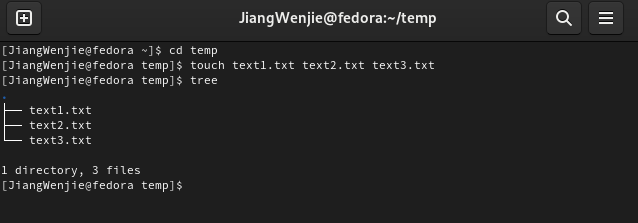 JiangWenjie@fedora:~/temp
[JiangWenjie@fedora ~]$ cd temp
[JiangWenjie@fedora temp]$ touch text1.txt text2.txt text3.txt
[JiangWenjie@fedora temp]$ tree
.
├── text1.txt
├── text2.txt
└── text3.txt
1 directory, 3 files
[JiangWenjie@fedora temp]$